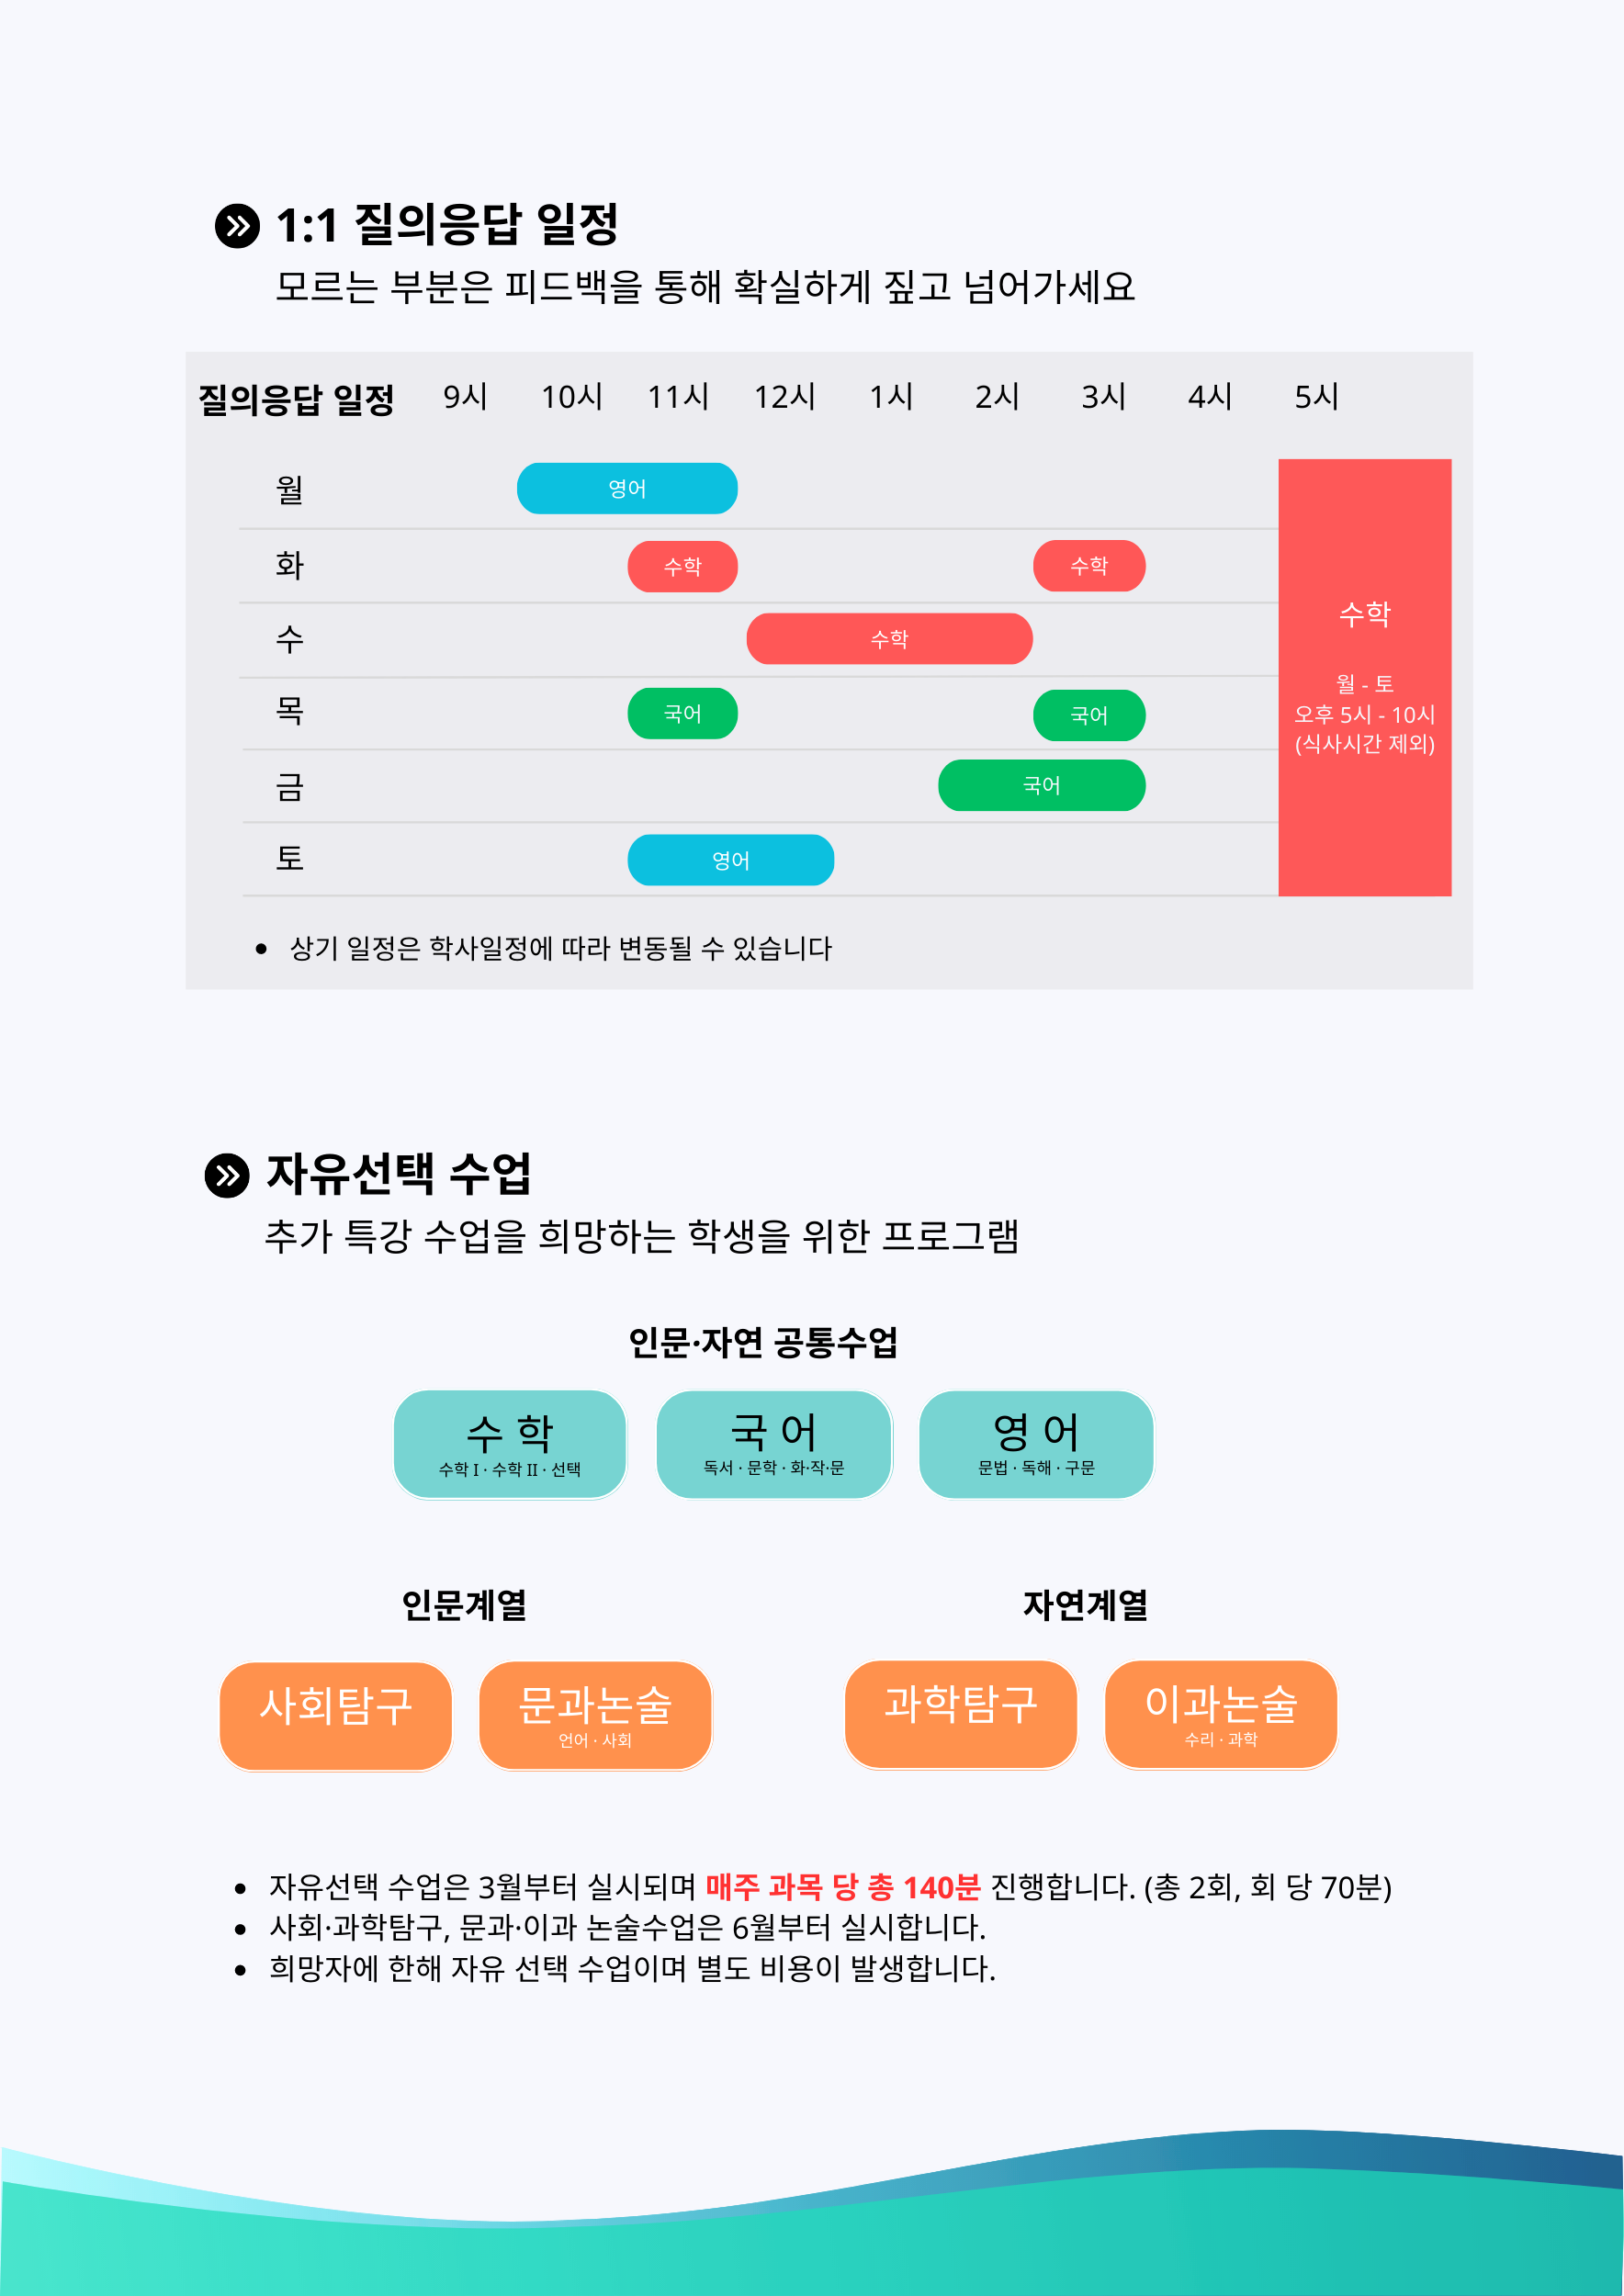 1:1 질의응답 일정
모르는 부분은 피드백을 통해 확실하게 짚고 넘어가세요
질의응답 일정 9시 10시 11시 12시 1시 2시 3시 4시 5시
월 영어
화 수학 수학
수 수학
목 국어 국어
금 국어
토 영어
수학
월 - 토
오후 5시 - 10시
(식사시간 제외)
• 상기 일정은 학사일정에 따라 변동될 수 있습니다
자유선택 수업
추가 특강 수업을 희망하는 학생을 위한 프로그램
인문·자연 공통수업
수 학 국 어 영 어
수학 I · 수학 II · 선택 독서 · 문학 · 화·작·문 문법 · 독해 · 구문
인문계열 자연계열
사회탐구 문과논술 과학탐구 이과논술
언어 · 사회 수리 · 과학
• 자유선택 수업은 3월부터 실시되며 매주 과목 당 총 140분 진행합니다. (총 2회, 회 당 70분)
• 사회·과학탐구, 문과·이과 논술수업은 6월부터 실시합니다.
• 희망자에 한해 자유 선택 수업이며 별도 비용이 발생합니다.